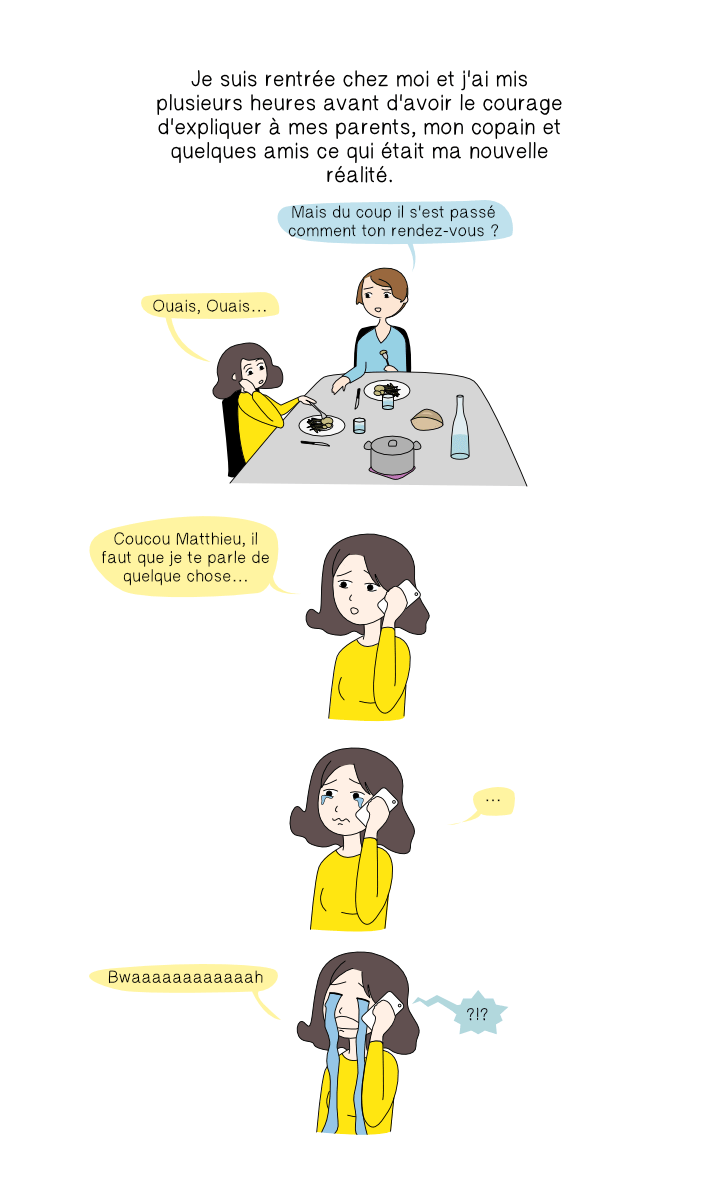 Je suis rentrée chez moi et j'ai mis
plusieurs heures avant d'avoir le courage
d'expliquer à mes parents, mon copain et
quelques amis ce qui était ma nouvelle
réalité.
Mais du coup il s'est passé
comment ton rendez-vous ?
Ouais, Ouais...
Coucou Matthieu, il
faut que je te parle de
quelque chose...
...
Bwaaaaaaaaaaaah
?!?